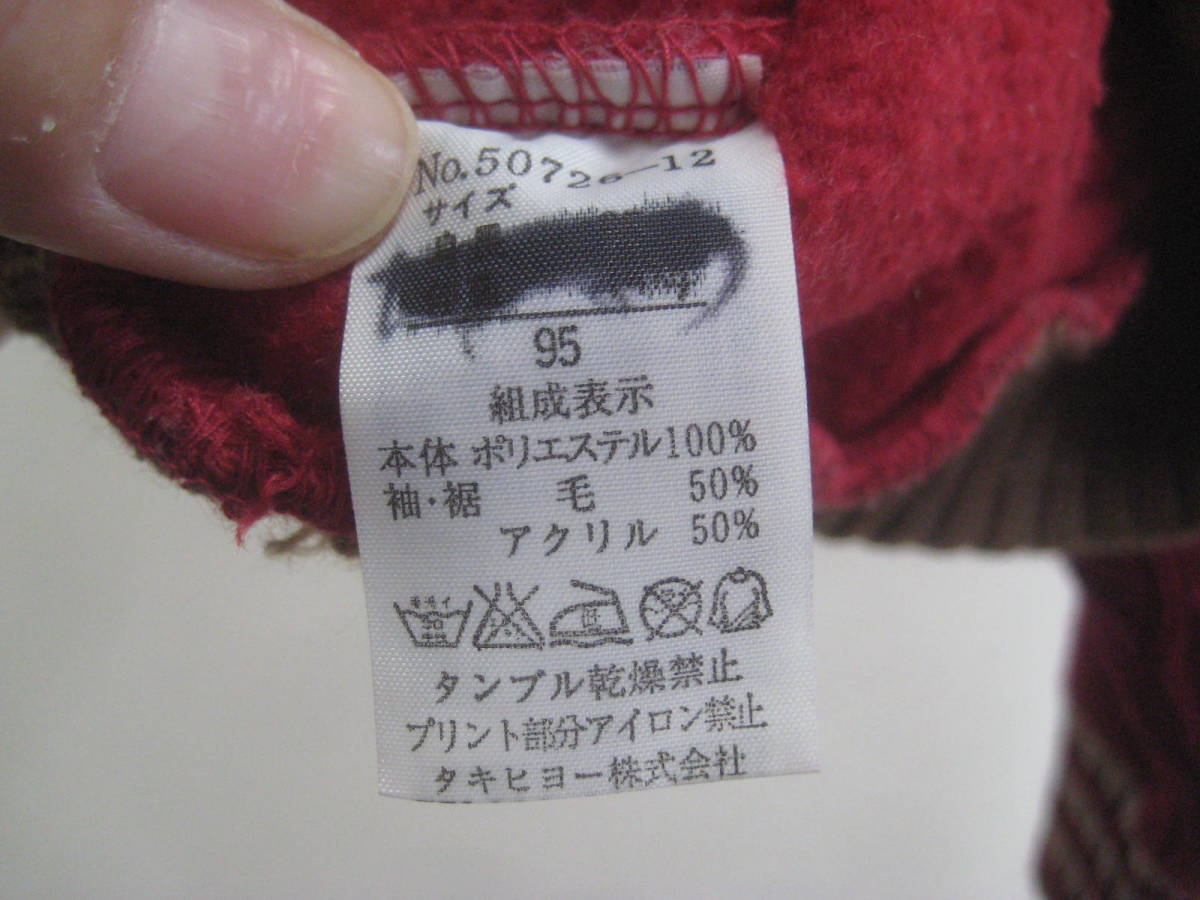 No.50726-12
サイズ
95
組成表示
本体 ポリエステル100%
袖・裾 毛 50%
アクリル 50%
タンブル乾燥禁止
プリント部分アイロン禁止
タキヒヨー株式会社